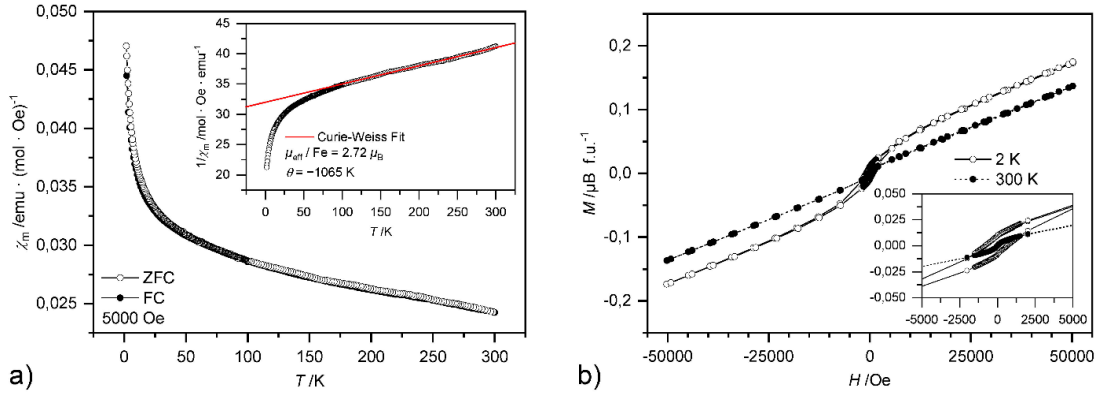 0,050
0,045
0,040
0,035
0,030
0,025
χm /emu · (mol · Oe)-1
0 50 100 150 200 250 300
T /K
ZFC
FC
5000 Oe
a)
45
40
35
30
25
20
1/χm /mol · Oe · emu-1
0 50 100 150 200 250 300
T /K
Curie-Weiss Fit
μeff / Fe = 2.72 μB
θ = −1065 K
0,2
0,1
0,0
-0,1
-0,2
M /μB f.u.-1
-50000 -25000 0 25000 50000
H /Oe
2 K
300 K
b)
0,050
0,025
0,000
-0,025
-0,050
-5000 -2500 0 2500 5000